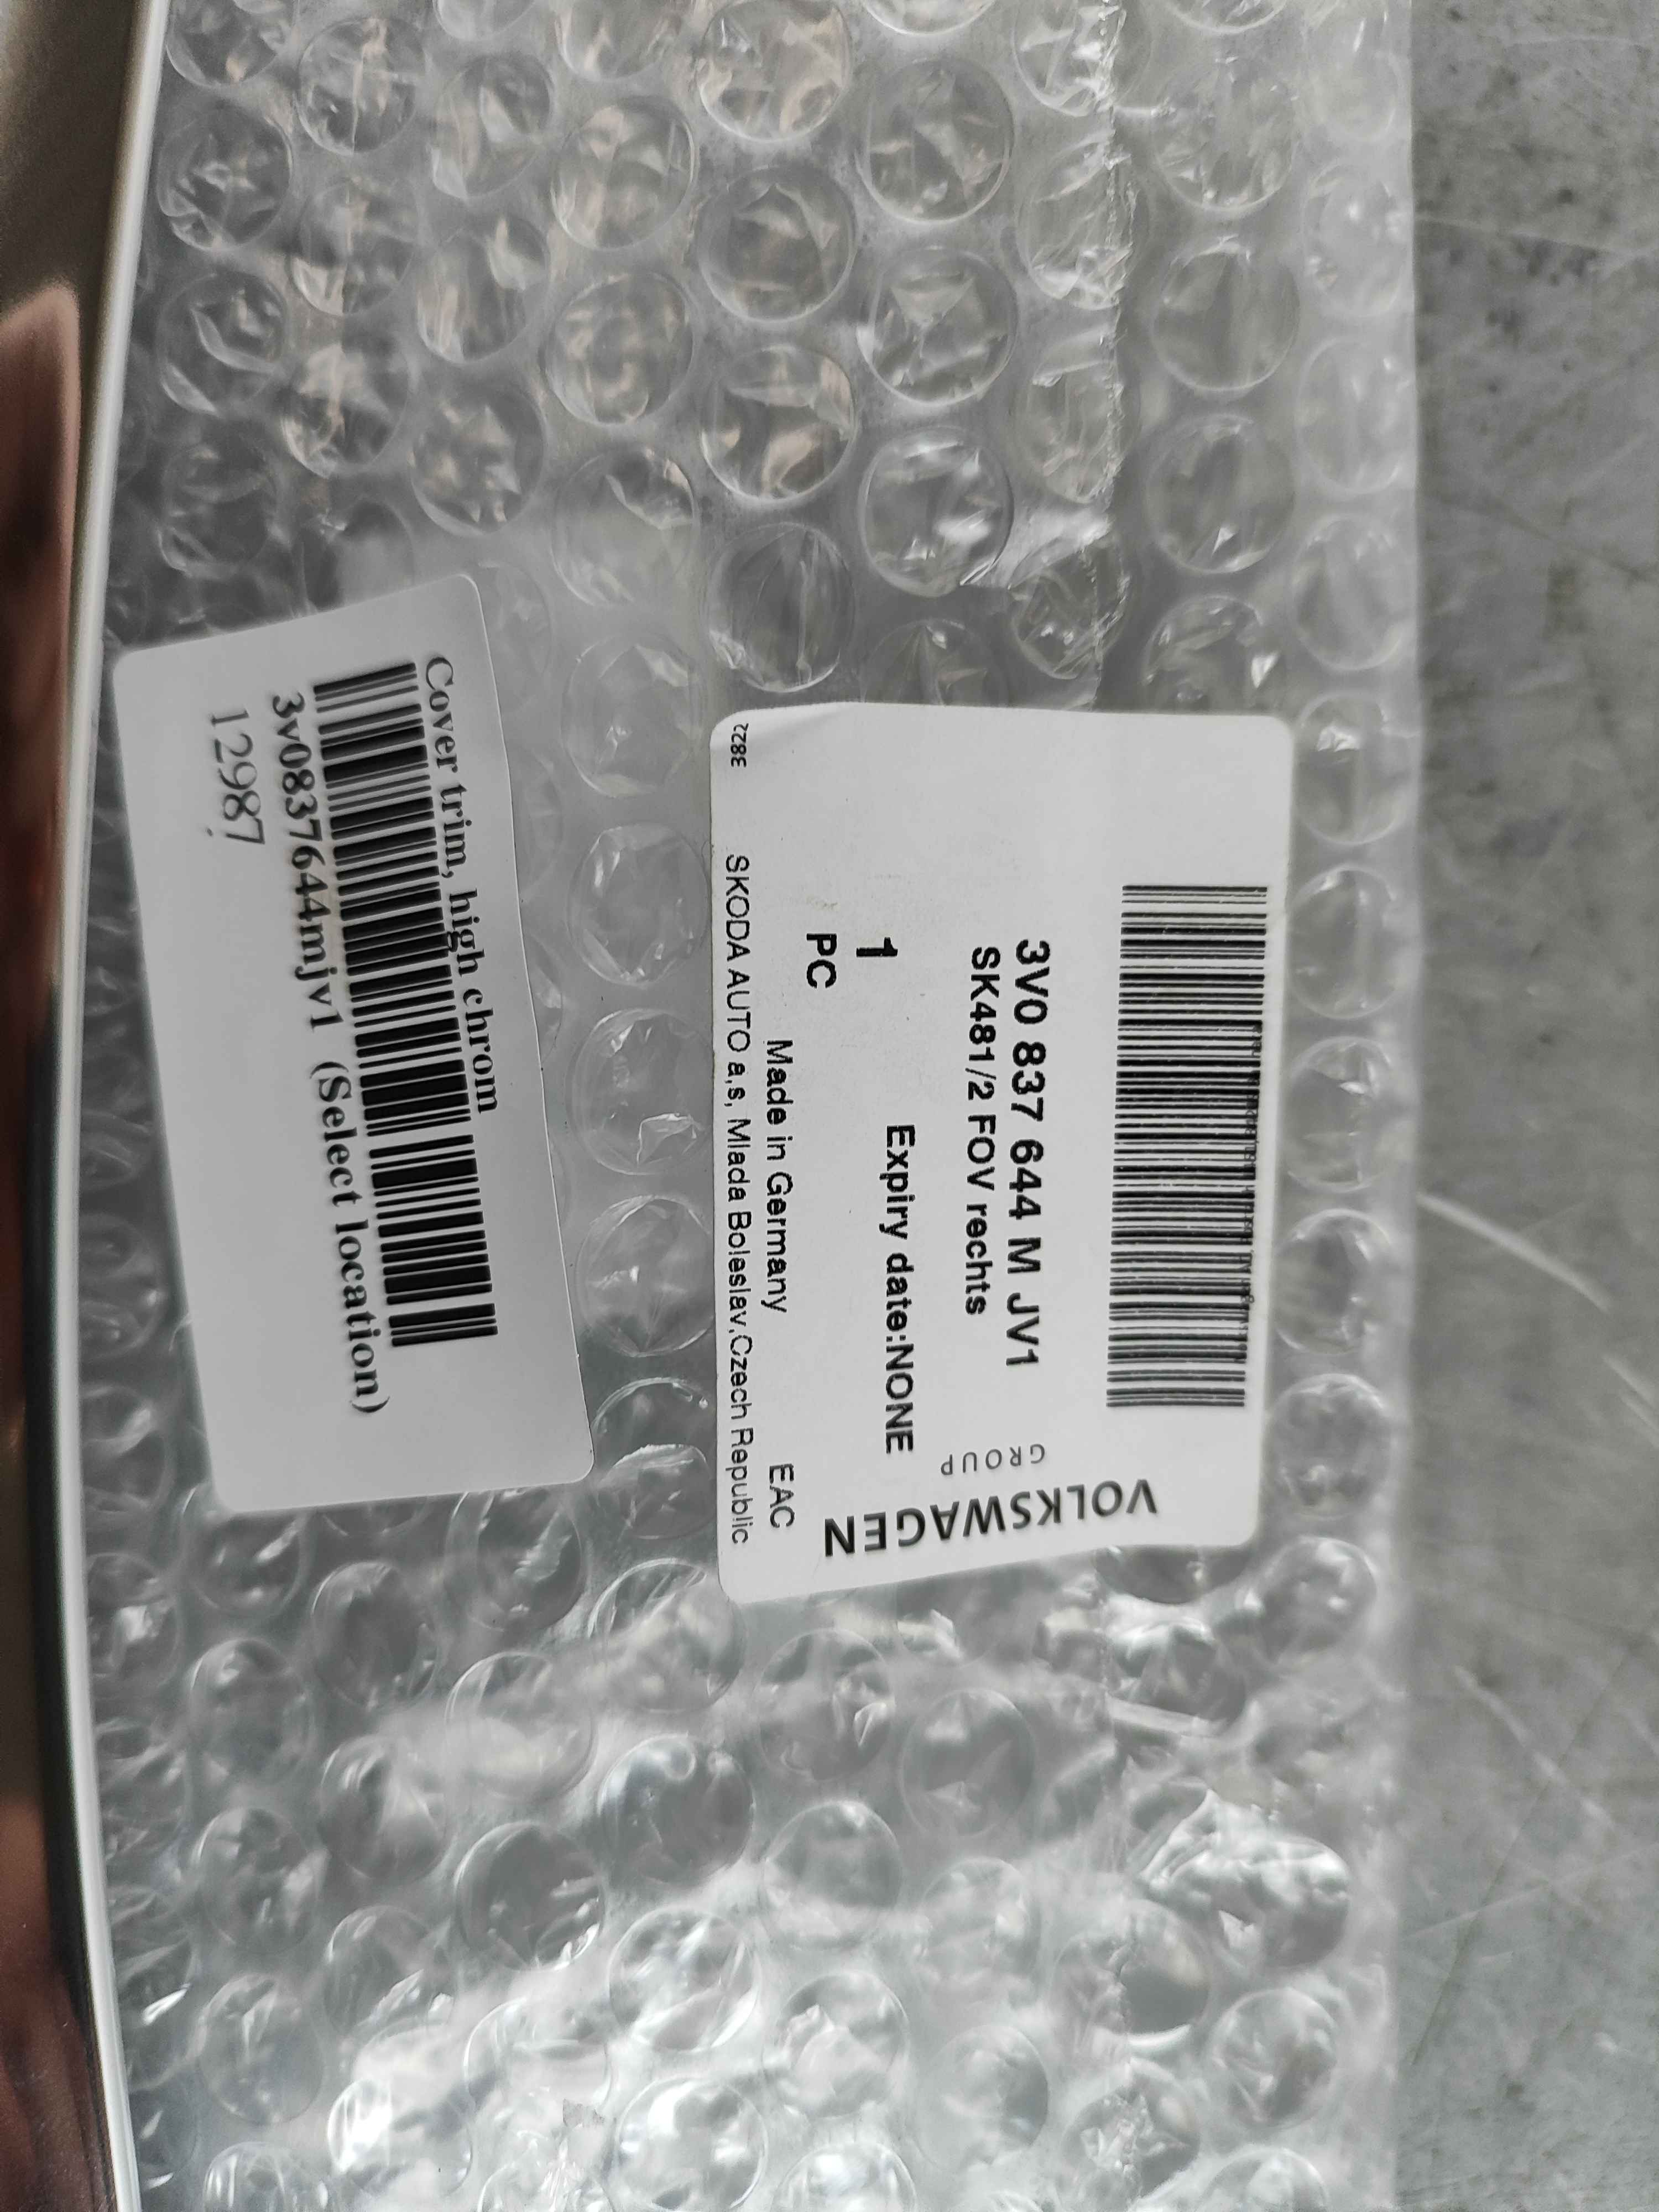 3V0 837 644 M JV1
SK481/2 FOV rechts
Expiry date:NONE
1
PC
Made in Germany
EAC
SKODA AUTO a,s, Mlada Boleslav,Czech Republic
VOLKSWAGEN
GROUP
3822
Cover trim, high chrom
3v0837644mjv1 (Select location)
12987